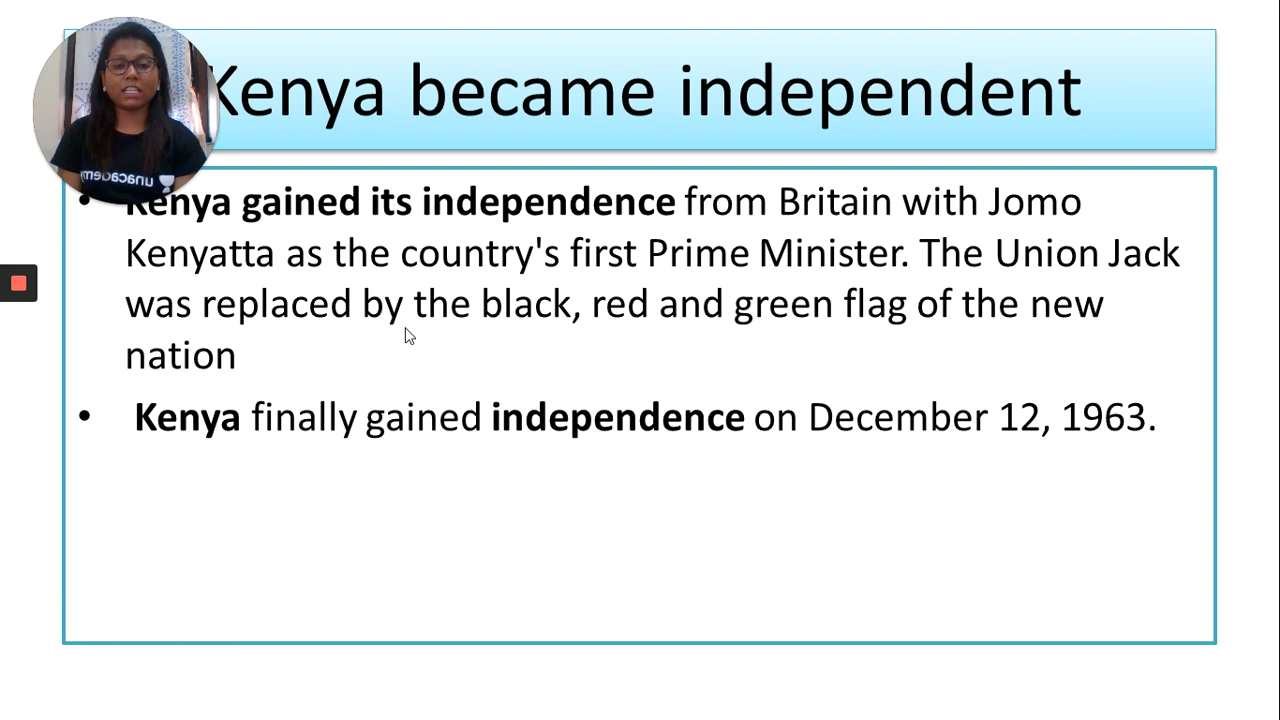 Kenya became independent
• Kenya gained its independence from Britain with Jomo
Kenyatta as the country's first Prime Minister. The Union Jack
was replaced by the black, red and green flag of the new
nation
• Kenya finally gained independence on December 12, 1963.
unacademy